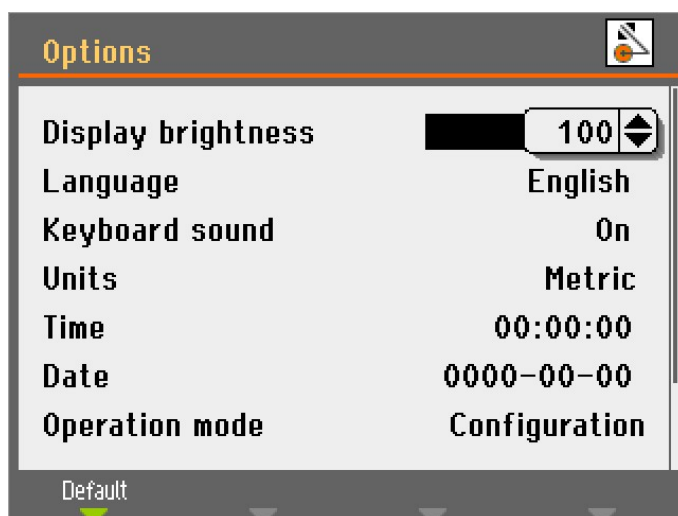 Options
Display brightness 100
Language English
Keyboard sound On
Units Metric
Time 00:00:00
Date 0000-00-00
Operation mode Configuration
Default